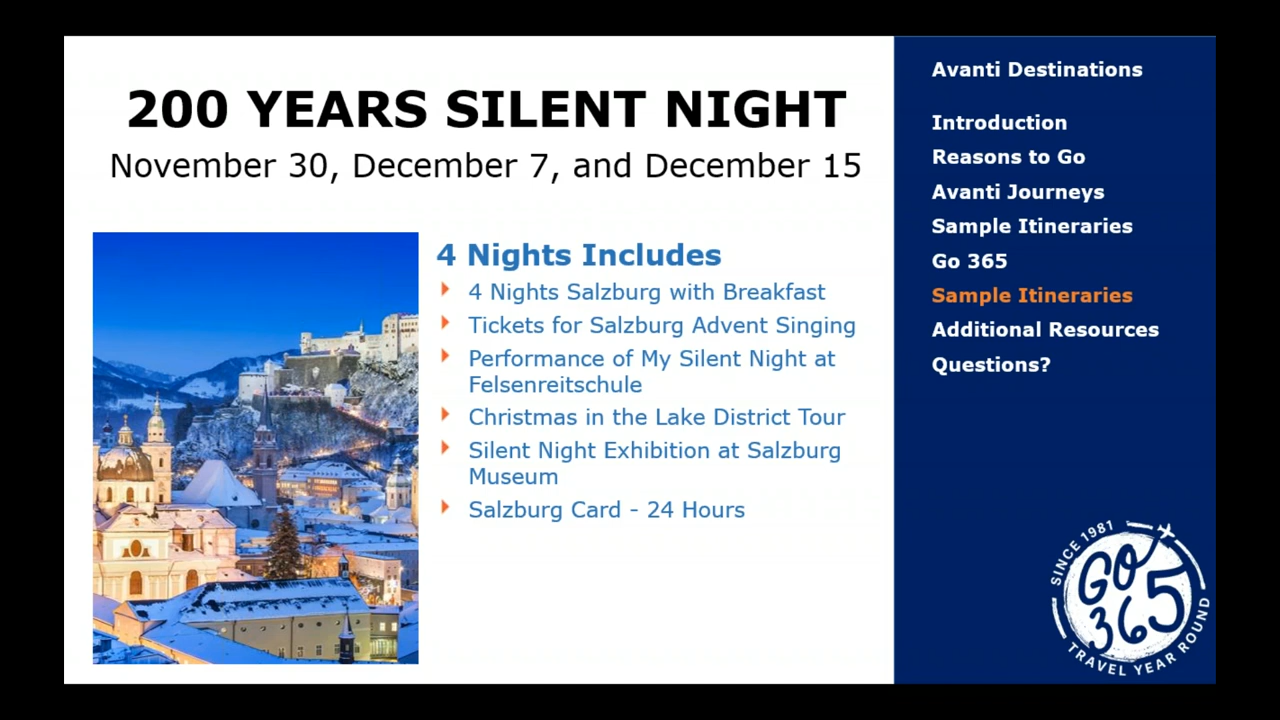 200 YEARS SILENT NIGHT
November 30, December 7, and December 15
4 Nights Includes
4 Nights Salzburg with Breakfast
Tickets for Salzburg Advent Singing
Performance of My Silent Night at
Felsenreitschule
Christmas in the Lake District Tour
Silent Night Exhibition at Salzburg
Museum
Salzburg Card - 24 Hours
Avanti Destinations
Introduction
Reasons to Go
Avanti Journeys
Sample Itineraries
Go 365
Sample Itineraries
Additional Resources
Questions?
SINCE 1981
GO
365
TRAVEL YEAR ROUND